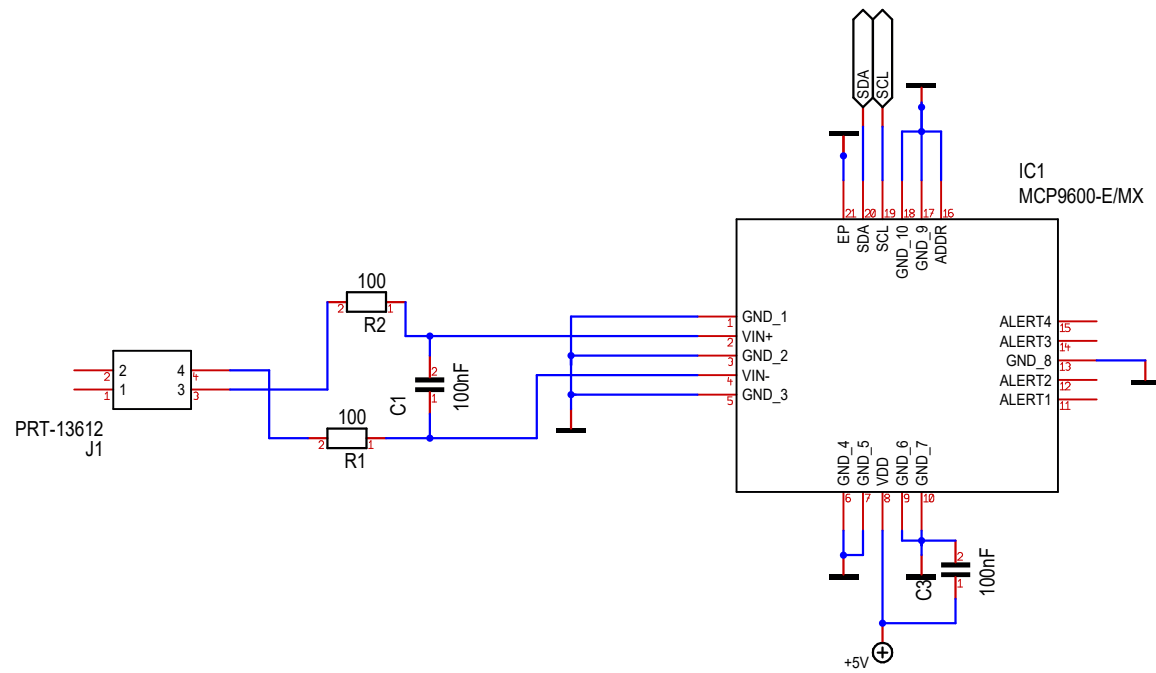 SDA
SCL
IC1
MCP9600-E/MX
21
20
19
18
17
16
EP
SDA
SCL
GND_10
GND_9
ADDR
100
2
1
R2
GND_1
1
VIN+
2
GND_2
3
VIN-
4
GND_3
5
ALERT4
15
ALERT3
14
GND_8
13
ALERT2
12
ALERT1
11
2
2
4
4
1
1
3
3
PRT-13612
J1
2
1
C1
100nF
100
2
1
R1
GND_4
GND_5
VDD
GND_6
GND_7
6
7
8
9
10
2
1
C3
100nF
+5V